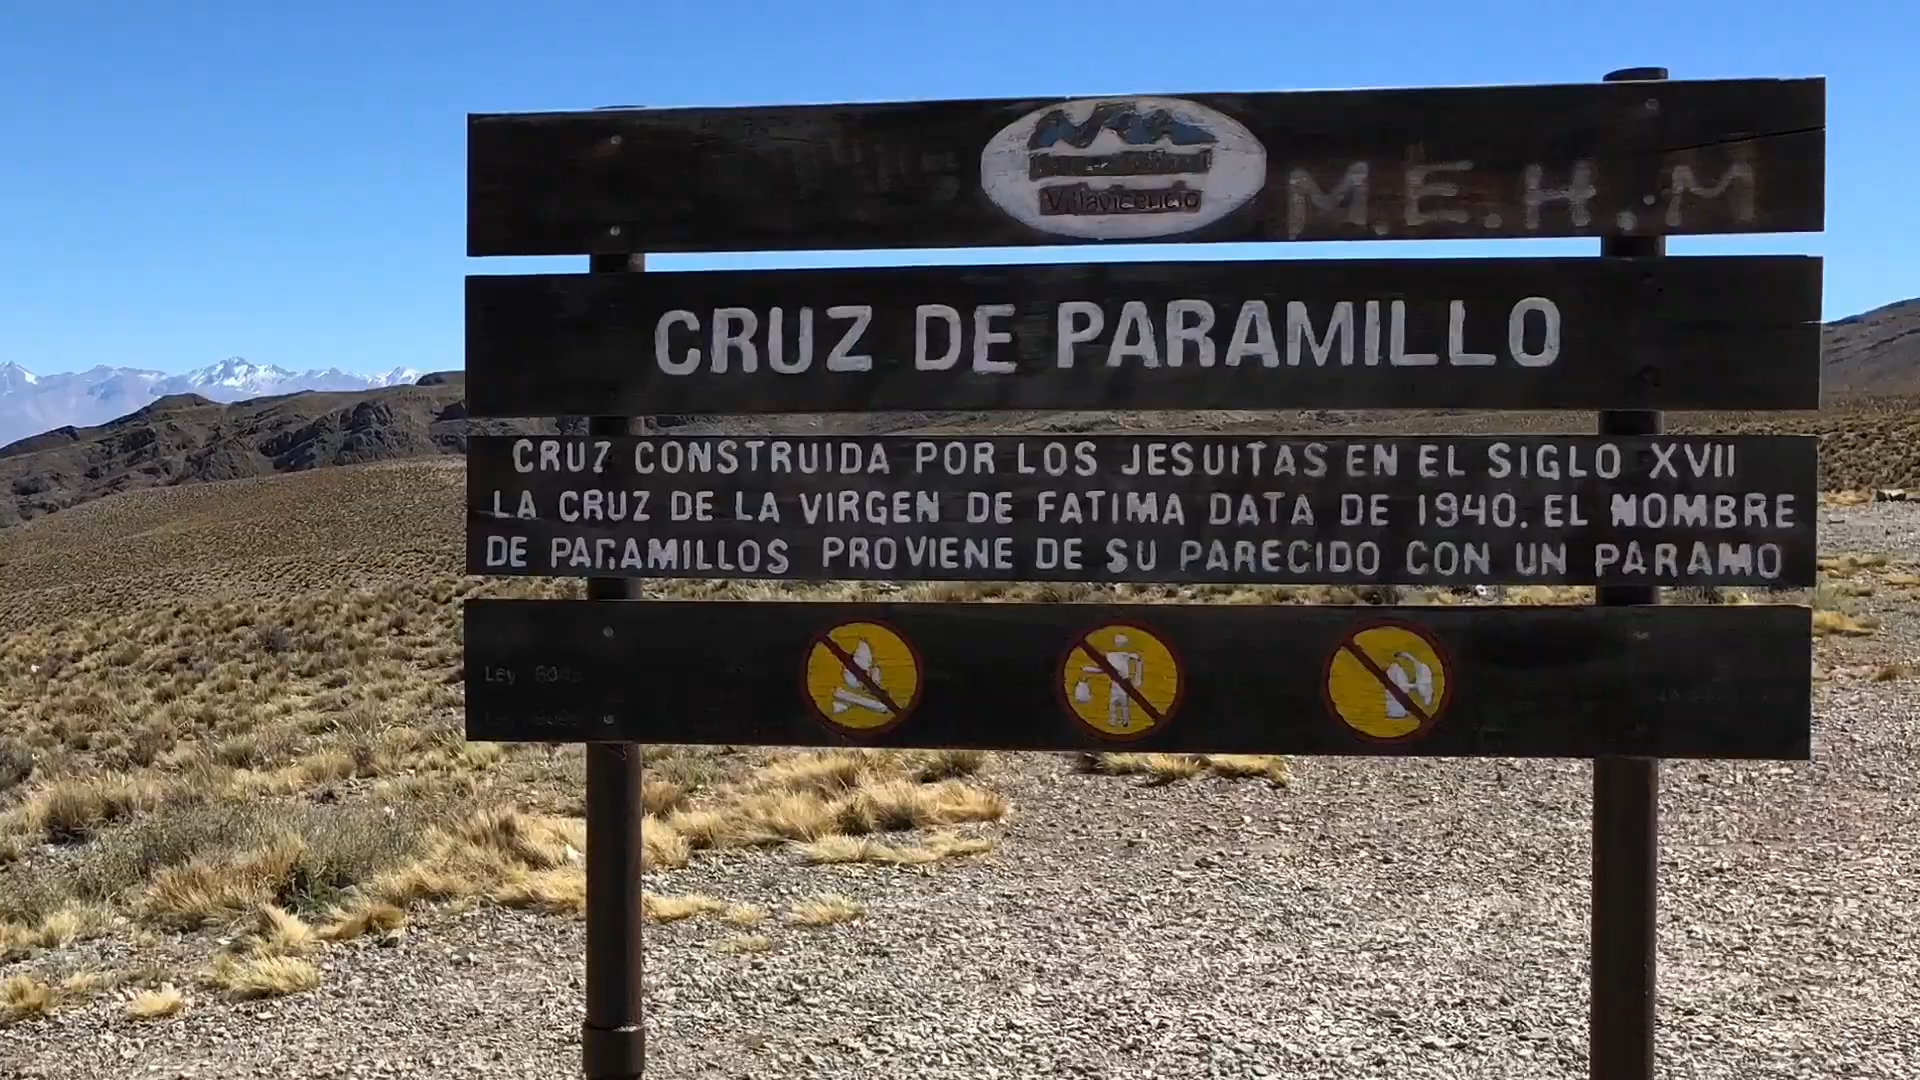 Villavicencio
M.E.H.M
CRUZ DE PARAMILLO
CRUZ CONSTRUIDA POR LOS JESUITAS EN EL SIGLO XVII
LA CRUZ DE LA VIRGEN DE FATIMA DATA DE 1940. EL NOMBRE
DE PARAMILLOS PROVIENE DE SU PARECIDO CON UN PARAMO
Ley